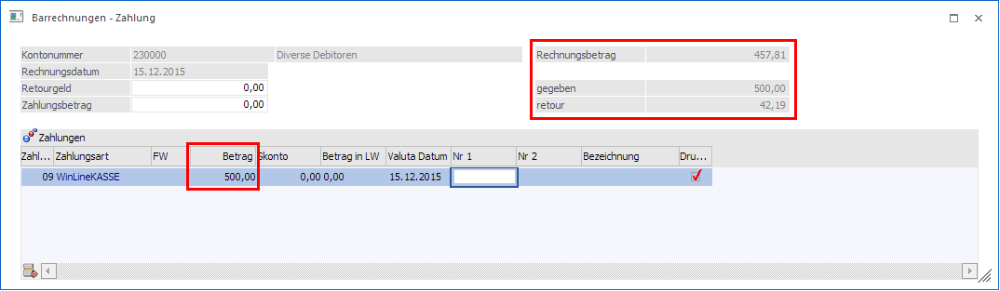 Barrechnungen - Zahlung
Kontonummer 230000 Diverse Debitoren
Rechnungsdatum 15.12.2015
Retourgeld 0,00
Zahlungsbetrag 0,00
Rechnungsbetrag 457,81
gegeben 500,00
retour 42,19
Zahlungen
Zahl... Zahlungsart FW Betrag Skonto Betrag in LW Valuta Datum Nr 1 Nr 2 Bezeichnung Dru...
09 WinLineKASSE 500,00 0,00 0,00 15.12.2015